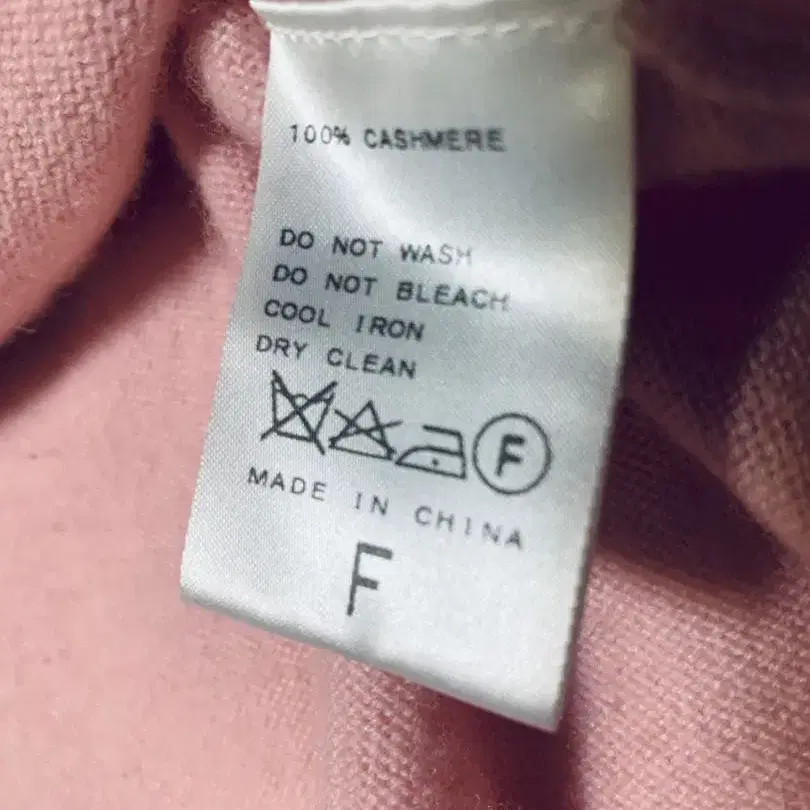 100% CASHMERE
DO NOT WASH
DO NOT BLEACH
COOL IRON
DRY CLEAN
F
MADE IN CHINA
F